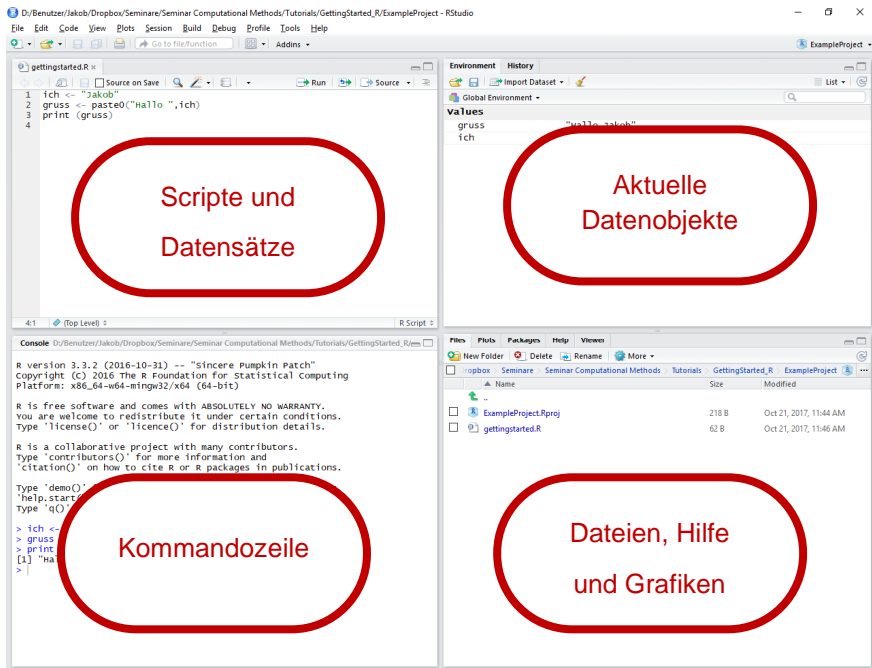 D:/Benutzer/Jakob/Dropbox/Seminare/Seminar Computational Methods/Tutorials/GettingStarted_R/ExampleProject - RStudio
File Edit Code View Plots Session Build Debug Profile Tools Help
Go to file/function Addins ExampleProject
gettingstarted.R
Source on Save Run Source
1 ich <- "Jakob"
2 gruss <- paste0("Hallo ",ich)
3 print (gruss)
4
Scripte und
Datensätze
4:1 (Top Level) R Script
Environment History
Import Dataset List
Global Environment
Values
gruss "Hallo Jakob"
ich
Aktuelle
Datenobjekte
Console D:/Benutzer/Jakob/Dropbox/Seminare/Seminar Computational Methods/Tutorials/GettingStarted_R/
R version 3.3.2 (2016-10-31) -- "Sincere Pumpkin Patch"
Copyright (C) 2016 The R Foundation for Statistical Computing
Platform: x86_64-w64-mingw32/x64 (64-bit)
R is free software and comes with ABSOLUTELY NO WARRANTY.
You are welcome to redistribute it under certain conditions.
Type 'license()' or 'licence()' for distribution details.
R is a collaborative project with many contributors.
Type 'contributors()' for more information and
'citation()' on how to cite R or R packages in publications.
Type 'demo()'
'help.start(
Type 'q()'
> ich <-
> gruss
> print
[1] "Hal
>
Kommandozeile
Files Plots Packages Help Viewer
New Folder Delete Rename More
ropbox Seminare Seminar Computational Methods Tutorials GettingStarted_R ExampleProject ...
Name Size Modified
..
ExampleProject.Rproj 218 B Oct 21, 2017, 11:44 AM
gettingstarted.R 62 B Oct 21, 2017, 11:46 AM
Dateien, Hilfe
und Grafiken